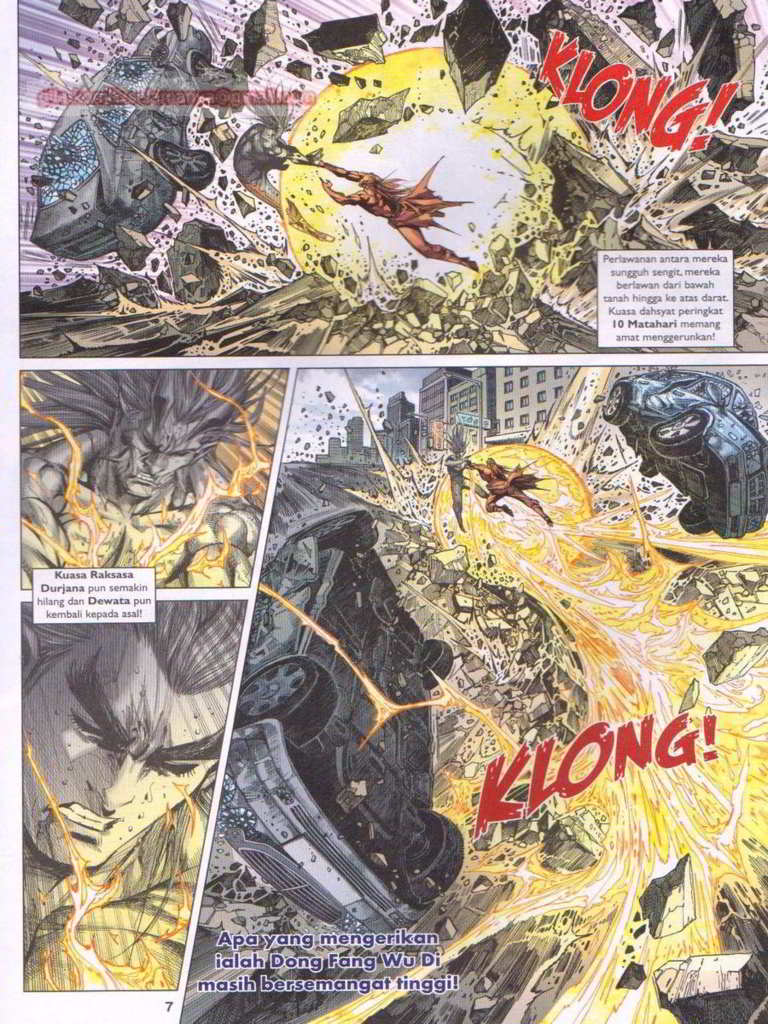 KLONG!
Perlawanan antara mereka
sungguh sengit, mereka
berlawan dari bawah
tanah hingga ke atas darat.
Kuasa dahsyat peringkat
10 Matahari memang
amat menggerunkan!
Kuasa Raksasa
Durjana pun semakin
hilang dan Dewata pun
kembali kepada asal!
KLONG!
Apa yang mengerikan
ialah Dong Fang Wu Di
masih bersemangat tinggi!
7